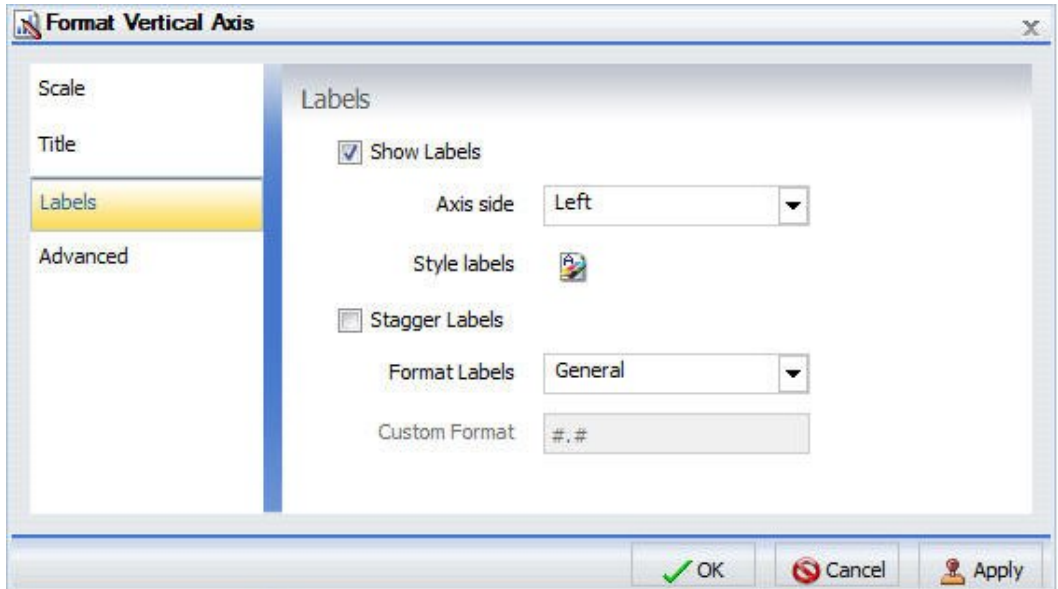 Format Vertical Axis
x
Scale
Title
Labels
Advanced
Labels
Show Labels
Axis side Left
Style labels
Stagger Labels
Format Labels General
Custom Format #.#
OK Cancel Apply